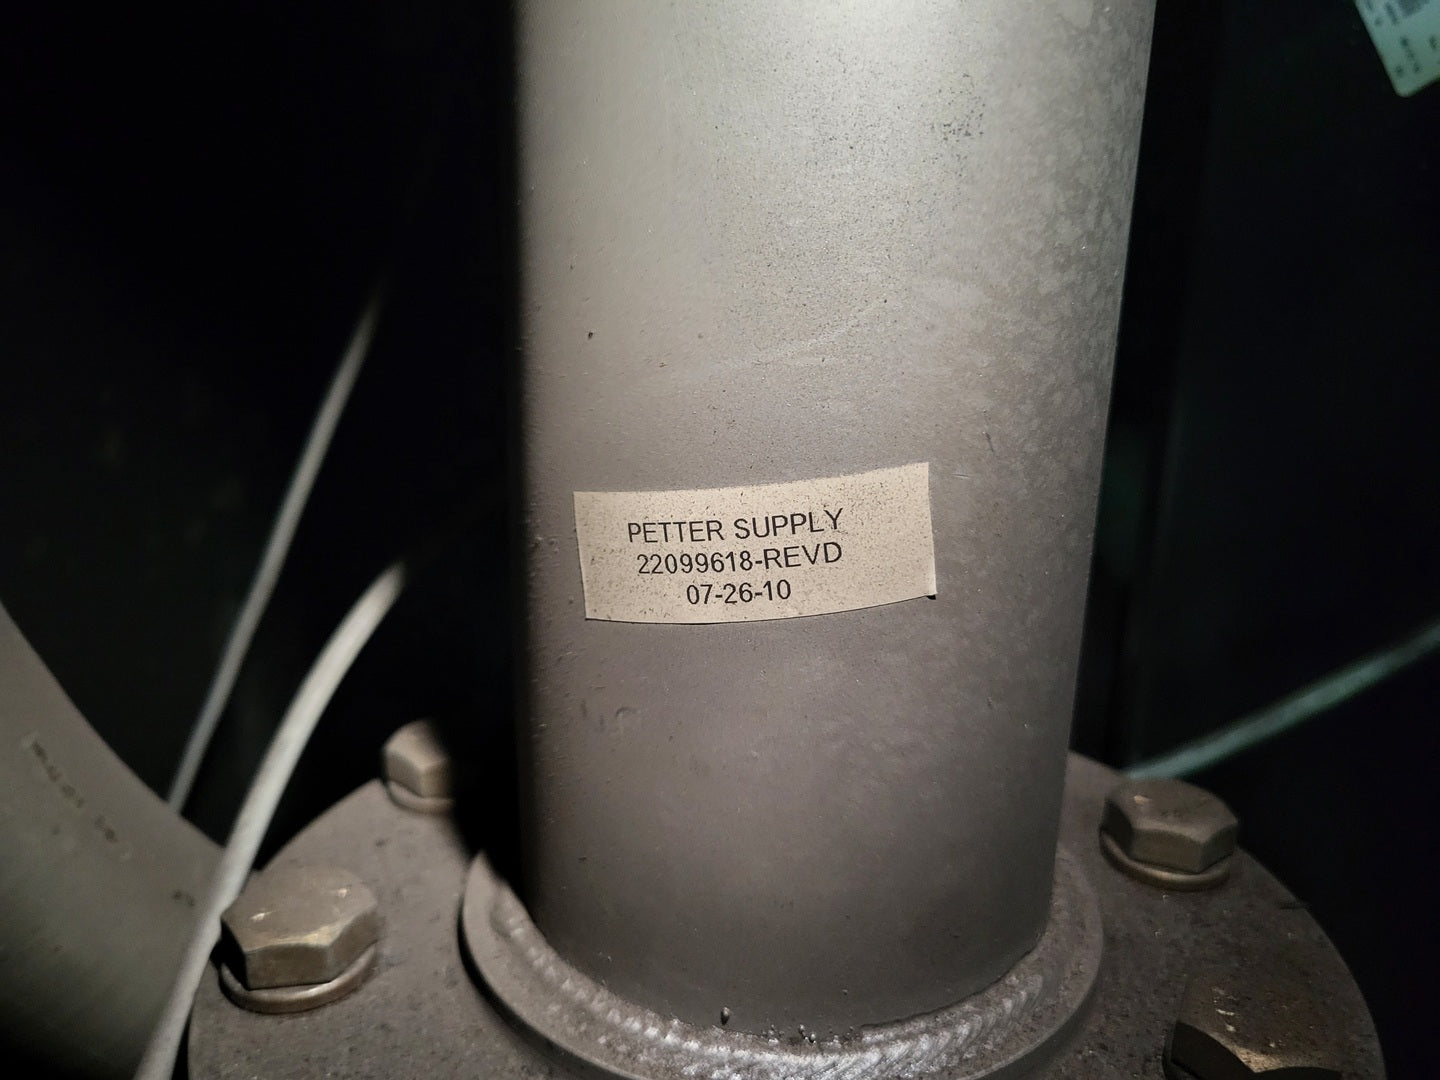 PETTER SUPPLY
22099618-REVD
07-26-10